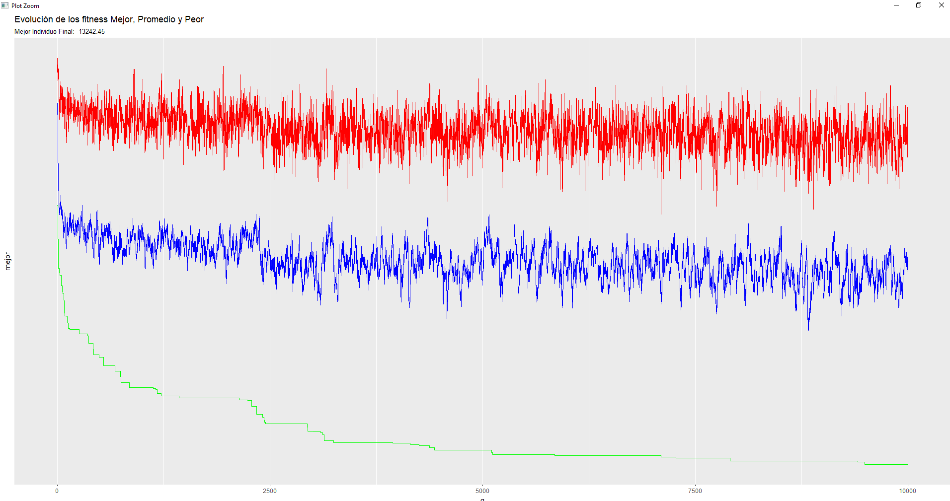 Plot Zoom
Evolución de los fitness Mejor, Promedio y Peor
Mejor Individuo Final: 13242.45
mejor
0 2500 5000 7500 10000